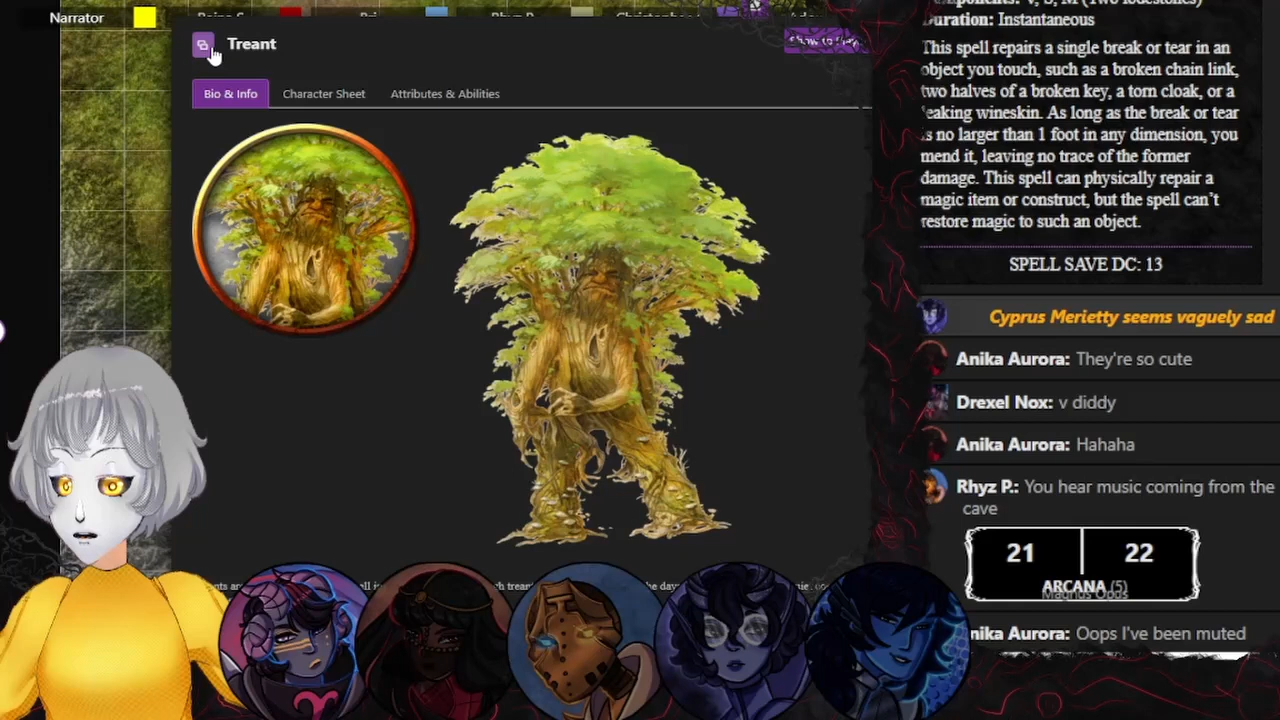 Narrator
Treant
Show to Play
Bio & Info
Character Sheet
Attributes & Abilities
Duration: Instantaneous
This spell repairs a single break or tear in an
object you touch, such as a broken chain link,
two halves of a broken key, a torn cloak, or a
leaking wineskin. As long as the break or tear
is no larger than 1 foot in any dimension, you
mend it, leaving no trace of the former
damage. This spell can physically repair a
magic item or construct, but the spell can't
restore magic to such an object.
SPELL SAVE DC: 13
Cyprus Merietty seems vaguely sad
Anika Aurora: They're so cute
Drexel Nox: v diddy
Anika Aurora: Hahaha
Rhyz P.: You hear music coming from the
cave
21 22
ARCANA (5)
Magnus Opus
nika Aurora: Oops I've been muted